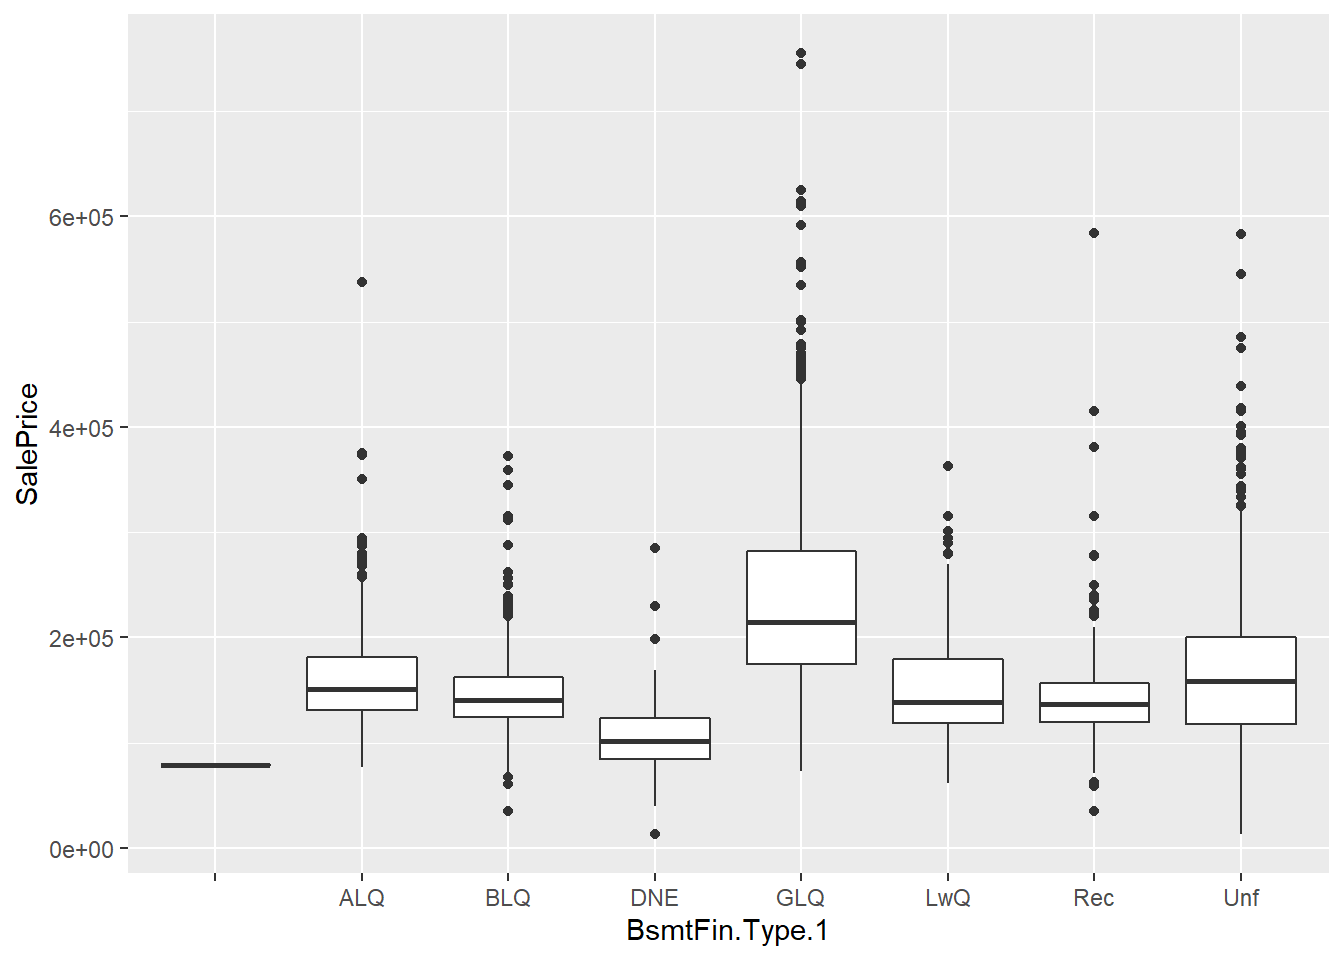 SalePrice
6e+05
4e+05
2e+05
0e+00
ALQ BLQ DNE GLQ LwQ Rec Unf
BsmtFin.Type.1